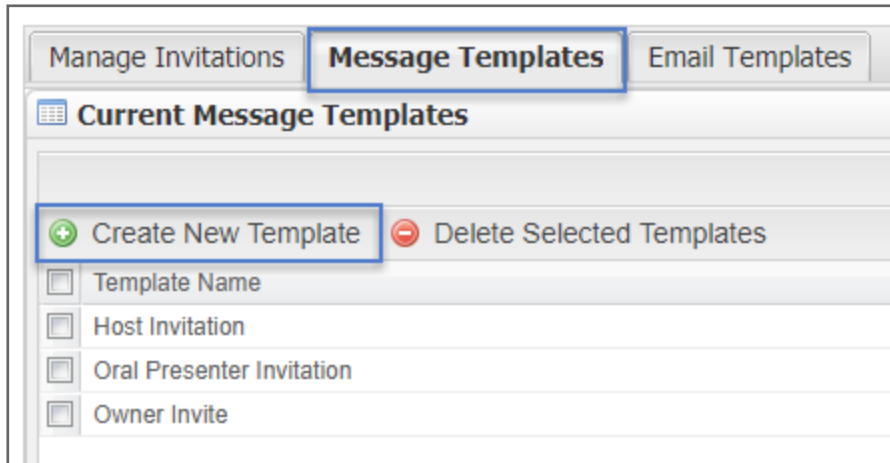 Manage Invitations Message Templates Email Templates
Current Message Templates
Create New Template Delete Selected Templates
Template Name
Host Invitation
Oral Presenter Invitation
Owner Invite